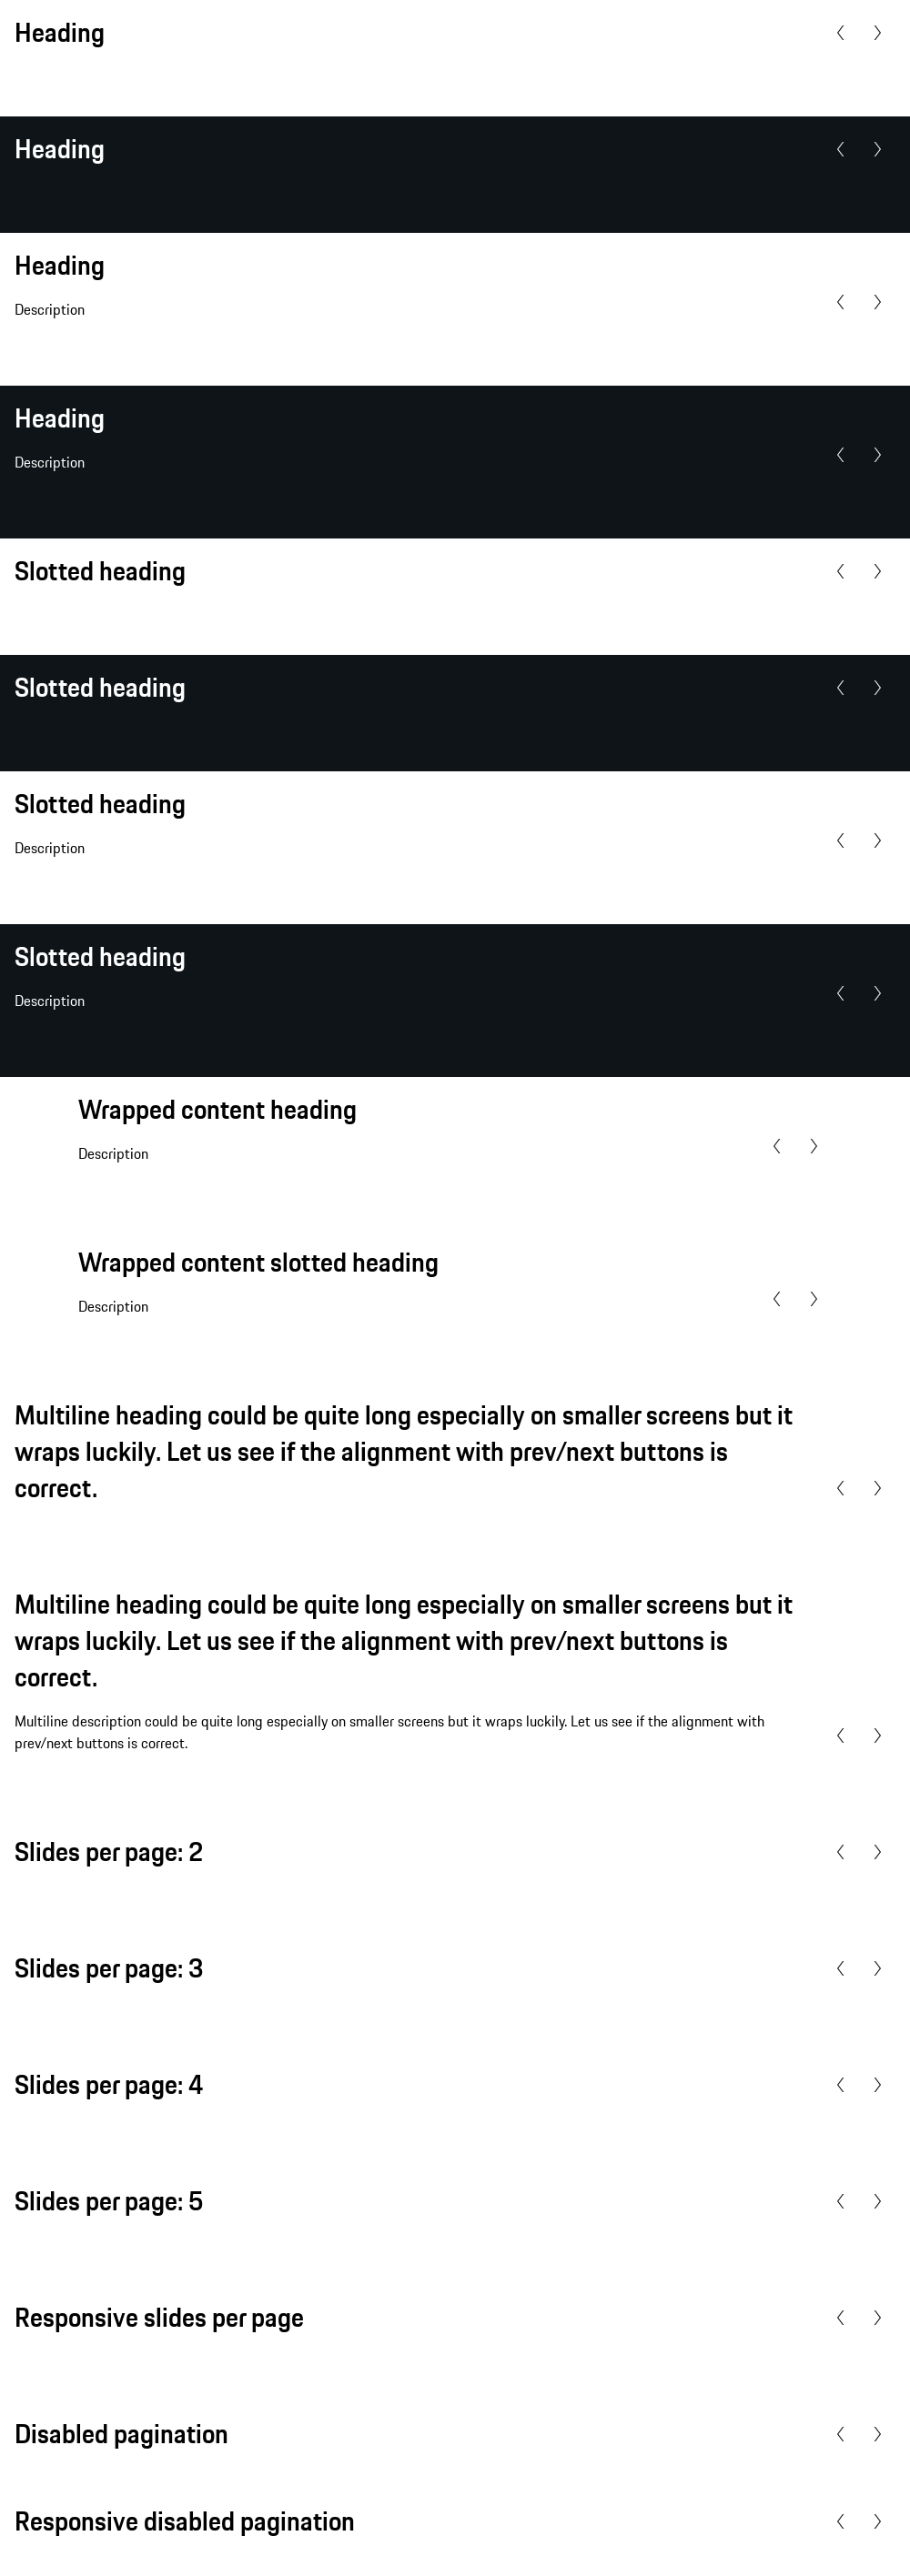 Heading
Heading
Heading
Description
Heading
Description
Slotted heading
Slotted heading
Slotted heading
Description
Slotted heading
Description
Wrapped content heading
Description
Wrapped content slotted heading
Description
Multiline heading could be quite long especially on smaller screens but it
wraps luckily. Let us see if the alignment with prev/next buttons is
correct.
Multiline heading could be quite long especially on smaller screens but it
wraps luckily. Let us see if the alignment with prev/next buttons is
correct.
Multiline description could be quite long especially on smaller screens but it wraps luckily. Let us see if the alignment with
prev/next buttons is correct.
Slides per page: 2
Slides per page: 3
Slides per page: 4
Slides per page: 5
Responsive slides per page
Disabled pagination
Responsive disabled pagination